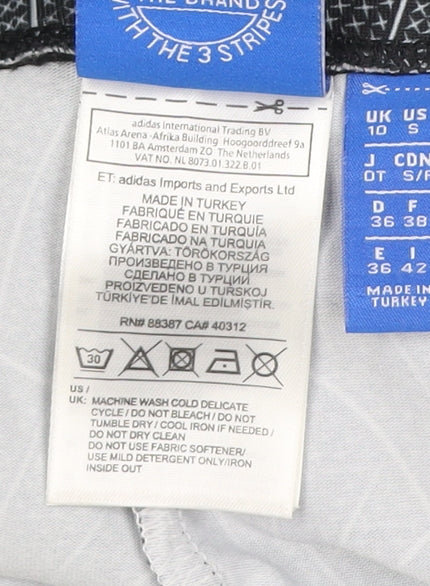 THE BRAND
WITH THE 3 STRIPES
adidas International Trading BV
Atlas Arena -Afrika Building Hoogoorddreef 9a
1101 BA Amsterdam ZO The Netherlands
VAT NO. NL 8073.01.322.B.01
ET: adidas Imports and Exports Ltd
MADE IN TURKEY
FABRIQUÉ EN TURQUIE
FABRICADO EN TURQUÍA
FABRICADO NA TURQUIA
GYÁRTVA: TÖRÖKORSZÁG
ПРОИЗВЕДЕНО В ТУРЦИЯ
СДЕЛАНО В ТУРЦИИ
PROIZVEDENO U TURSKOJ
TÜRKİYE'DE İMAL EDİLMİŞTİR.
RN# 88387 CA# 40312
30
US /
UK: MACHINE WASH COLD DELICATE
CYCLE / DO NOT BLEACH / DO NOT
TUMBLE DRY / COOL IRON IF NEEDED /
DO NOT DRY CLEAN
DO NOT USE FABRIC SOFTENER/
USE MILD DETERGENT ONLY/IRON
INSIDE OUT
UK US
10 S
J CDN
OT S/
D F
36 38
E I
36 42
MADE IN
TURKEY